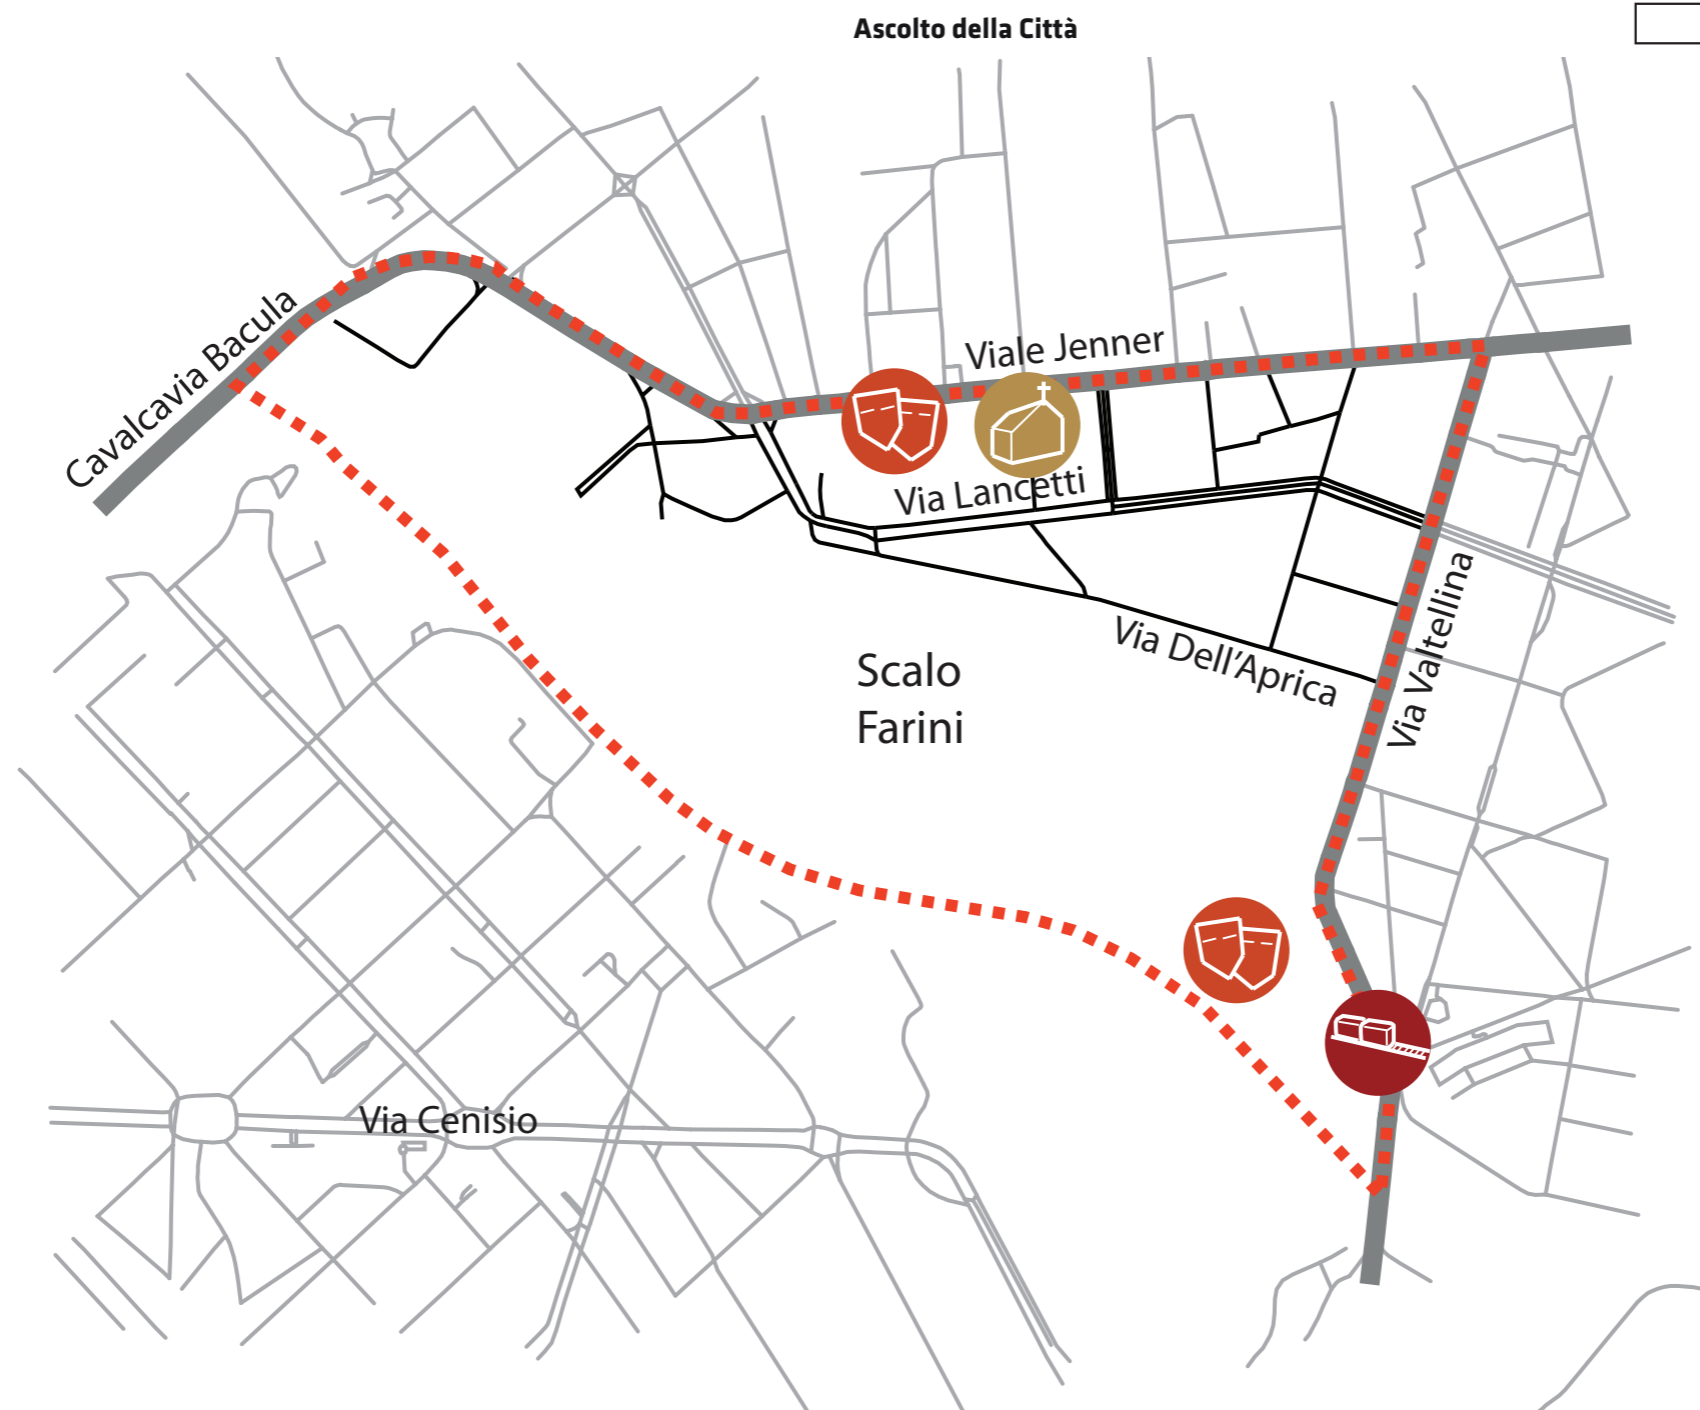 Ascolto della Città
Cavalcavia Bacula
Viale Jenner
Via Lancetti
Via Valtellina
Via Dell'Aprica
Scalo
Farini
Via Cenisio